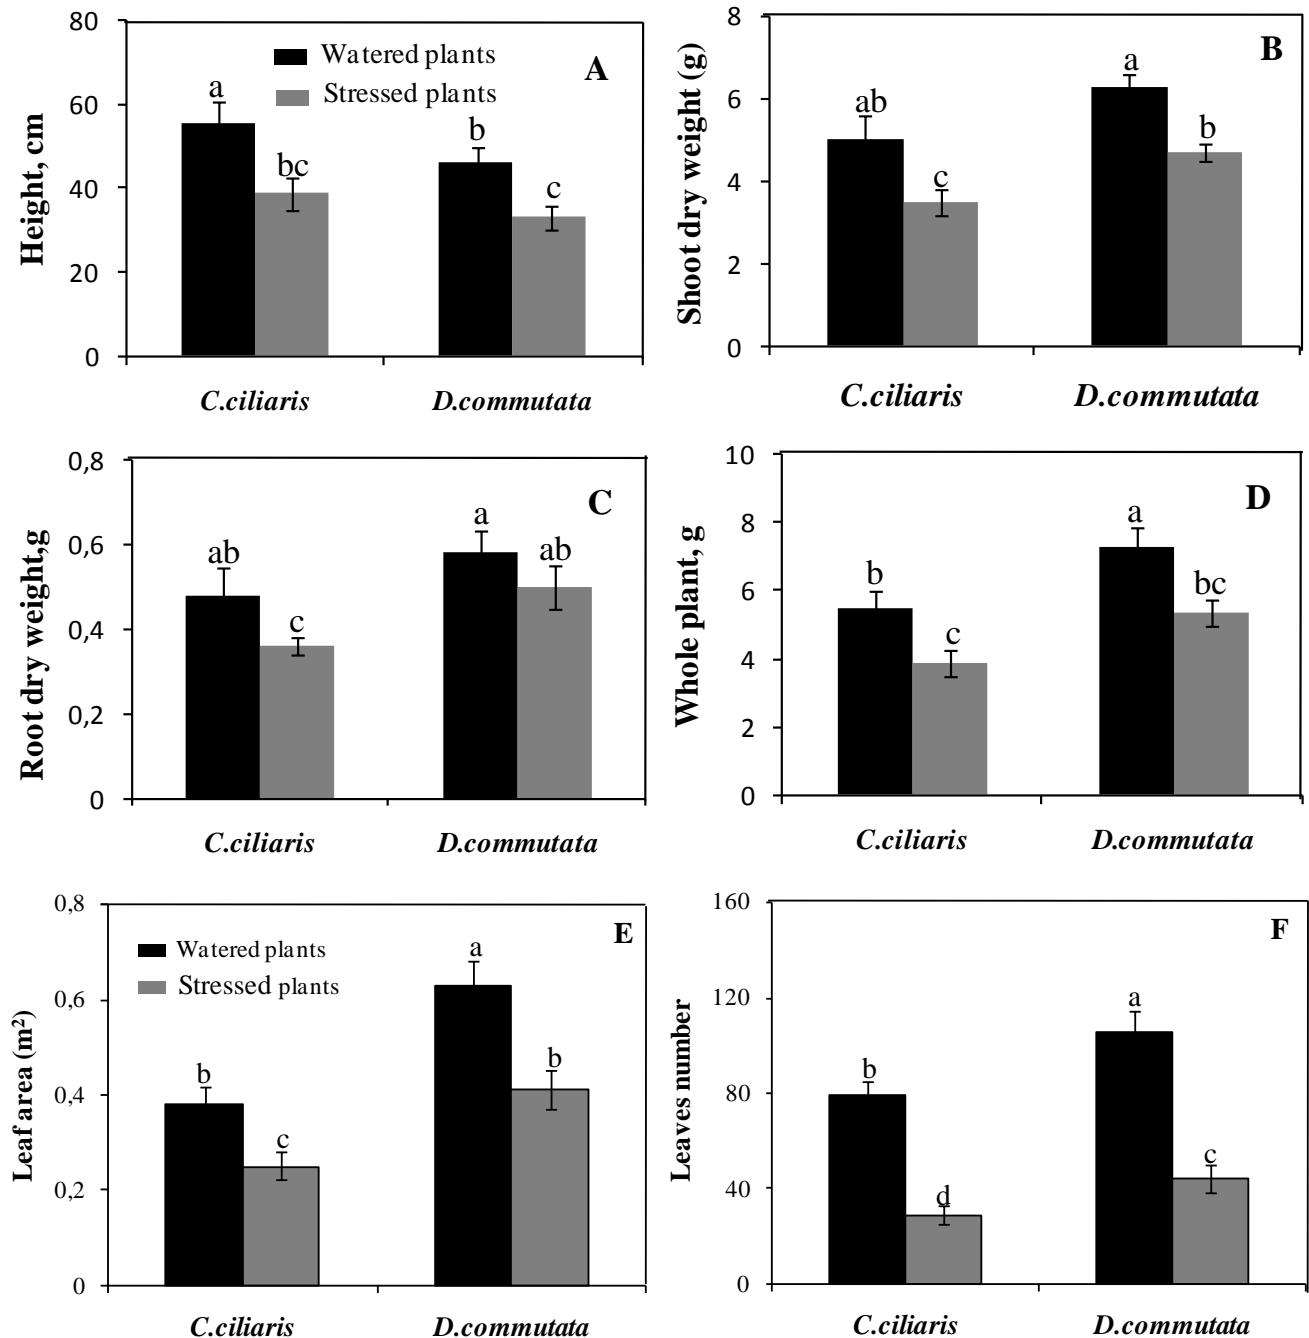 A
Height, cm
80
60
40
20
0
Watered plants
Stressed plants
a
bc
b
c
C.ciliaris D.commutata
B
Shoot dry weight (g)
8
6
4
2
0
ab
c
a
b
C.ciliaris D.commutata
C
Root dry weight,g
0,8
0,6
0,4
0,2
0
ab
c
a
ab
C.ciliaris D.commutata
D
Whole plant, g
10
8
6
4
2
0
b
c
a
bc
C.ciliaris D.commutata
E
Leaf area (m²)
0,8
0,6
0,4
0,2
0
Watered plants
Stressed plants
b
c
a
b
C.ciliaris D.commutata
F
Leaves number
160
120
80
40
0
b
d
a
c
C.ciliaris D.commutata